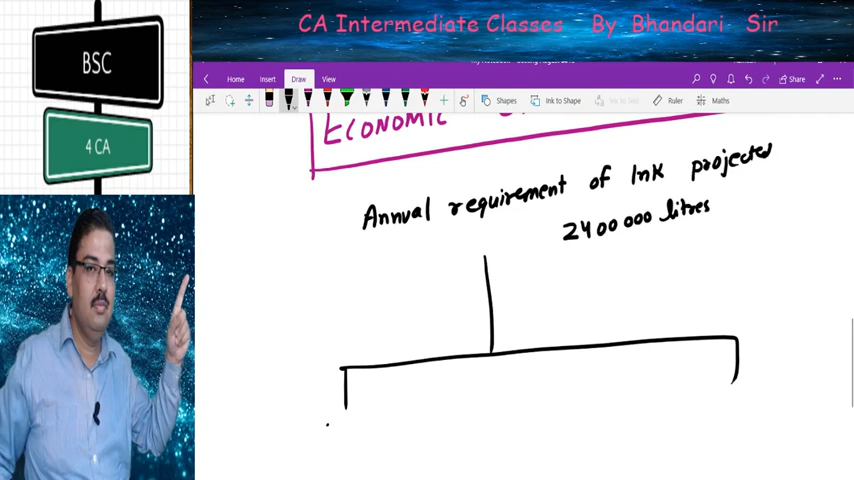 BSC
4 CA
CA Intermediate Classes By Bhandari Sir
Home Insert Draw View
Share
Shapes Ink to Shape Ink to Text Ruler Maths
ECONOMIC
Annual requirement of Ink projected
2400000 litres